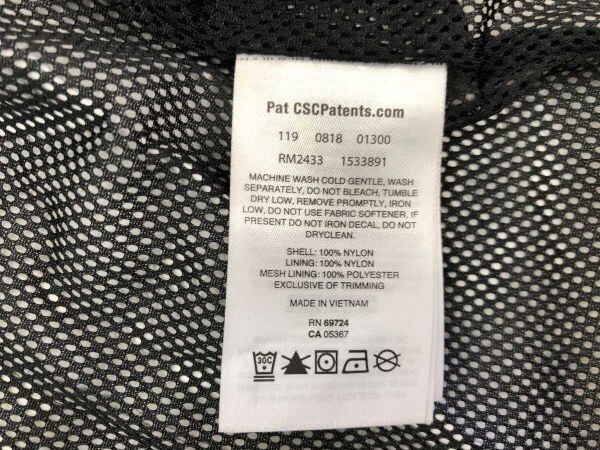 Pat CSCPatents.com
119 0818 01300
RM2433 1533891
MACHINE WASH COLD GENTLE, WASH
SEPARATELY, DO NOT BLEACH, TUMBLE
DRY LOW, REMOVE PROMPTLY, IRON
LOW, DO NOT USE FABRIC SOFTENER, IF
PRESENT DO NOT IRON DECAL, DO NOT
DRYCLEAN.
SHELL: 100% NYLON
LINING: 100% NYLON
MESH LINING: 100% POLYESTER
EXCLUSIVE OF TRIMMING
MADE IN VIETNAM
RN 69724
CA 05367
30C